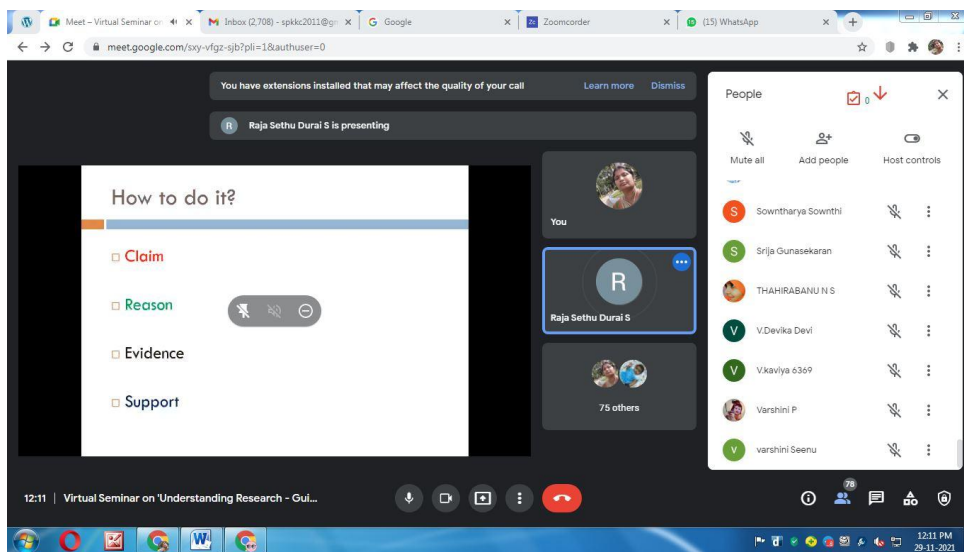 Meet – Virtual Seminar or
Inbox (2,708) - spkkc2011@g
Google
Zoomcorder
(15) WhatsApp
meet.google.com/sxy-vfgz-sjb?pli=1&authuser=0
You have extensions installed that may affect the quality of your call
Learn more
Dismiss
R
Raja Sethu Durai S is presenting
How to do it?
Claim
Reason
Evidence
Support
You
R
Raja Sethu Durai S
75 others
People
0
Mute all
Add people
Host controls
S
Sowntharya Sownthi
S
Srija Gunasekaran
THAHIRABANU N S
V
V.Devika Devi
V
V.kaviya 6369
Varshini P
v
varshini Seenu
12:11 | Virtual Seminar on 'Understanding Research - Gui...
78
12:11 PM
29-11-2021